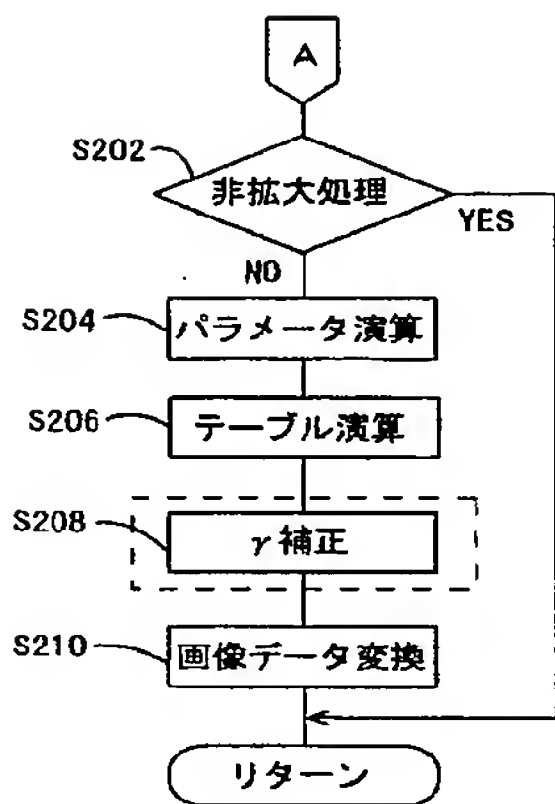 A
S202
非拡大処理
YES
NO
S204
パラメータ演算
S206
テーブル演算
S208
γ補正
S210
画像データ変換
リターン